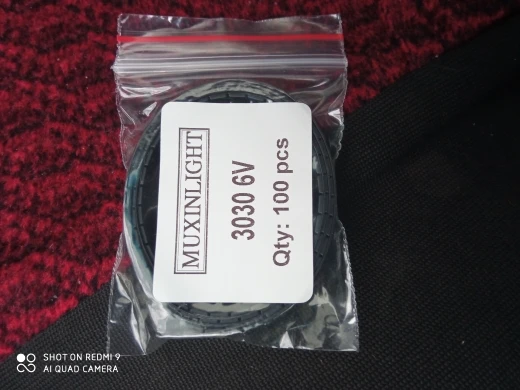 MUXINLIGHT
3030 6V
Qty: 100 pcs
SHOT ON REDMI 9
AI QUAD CAMERA